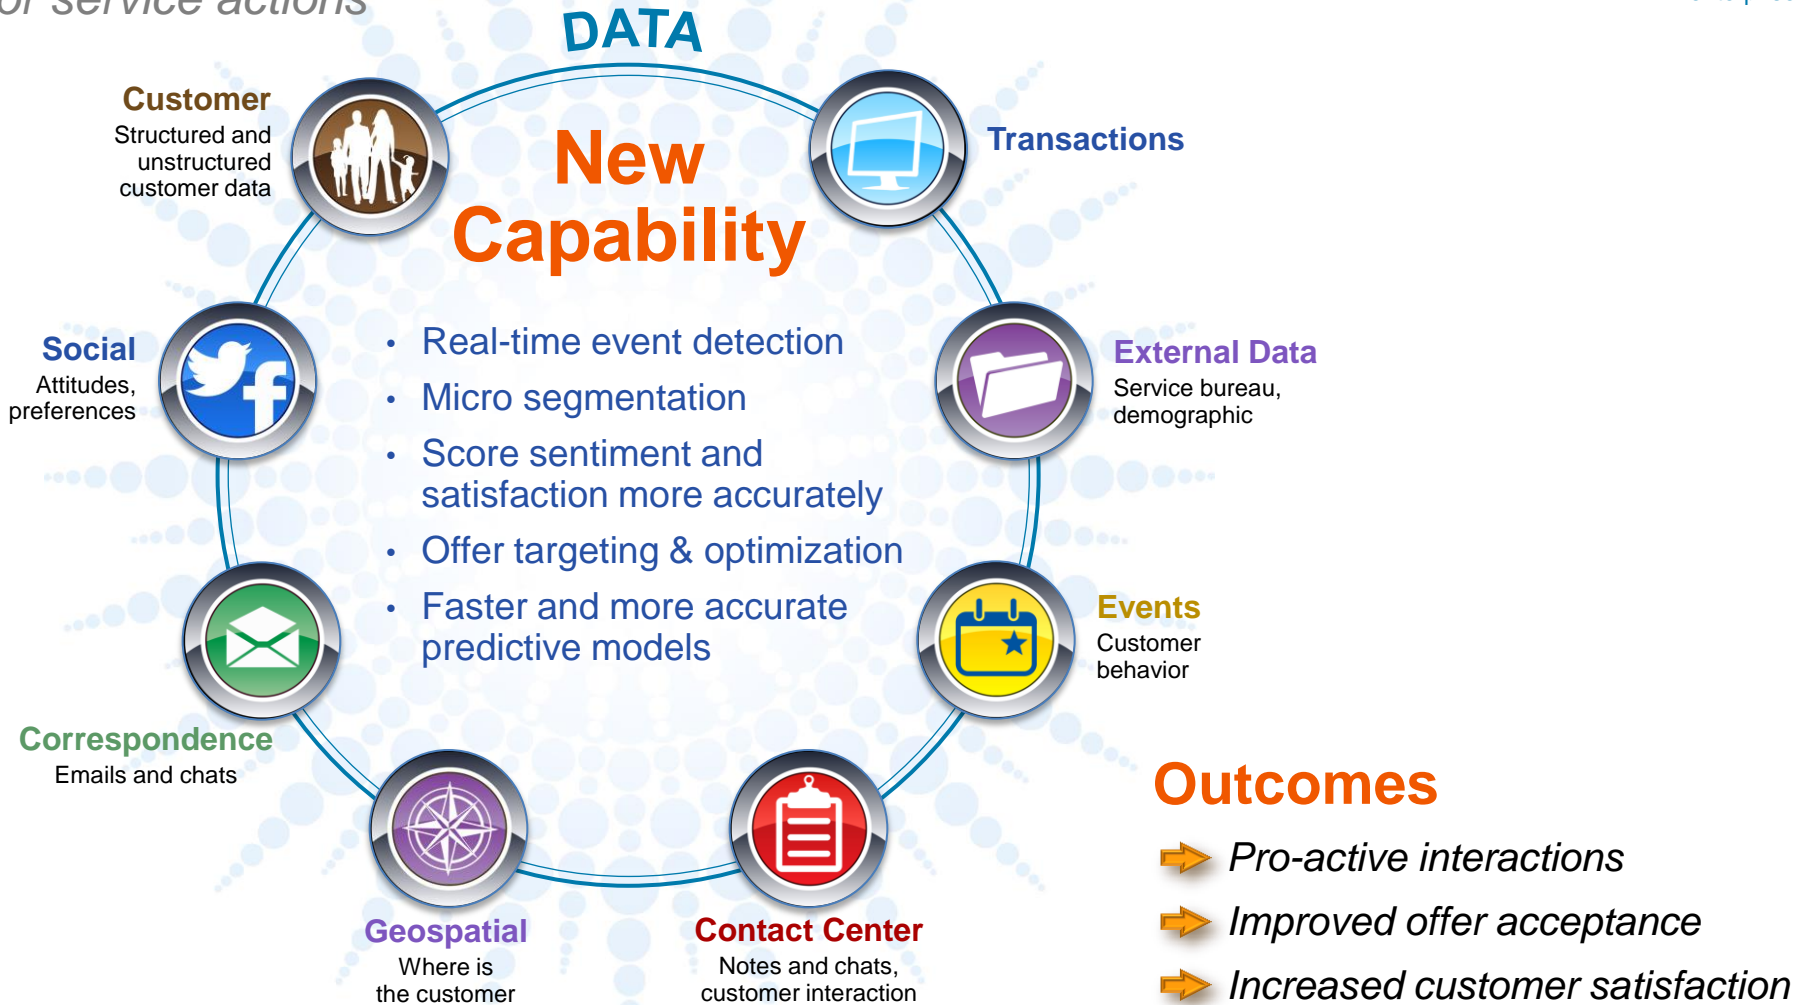 or service actions
DATA
Customer
Structured and
unstructured
customer data
Transactions
New
Capability
Social
Attitudes,
preferences
• Real-time event detection
• Micro segmentation
• Score sentiment and
satisfaction more accurately
• Offer targeting & optimization
• Faster and more accurate
predictive models
External Data
Service bureau,
demographic
Events
Customer
behavior
Correspondence
Emails and chats
Geospatial
Where is
the customer
Contact Center
Notes and chats,
customer interaction
Outcomes
Pro-active interactions
Improved offer acceptance
Increased customer satisfaction